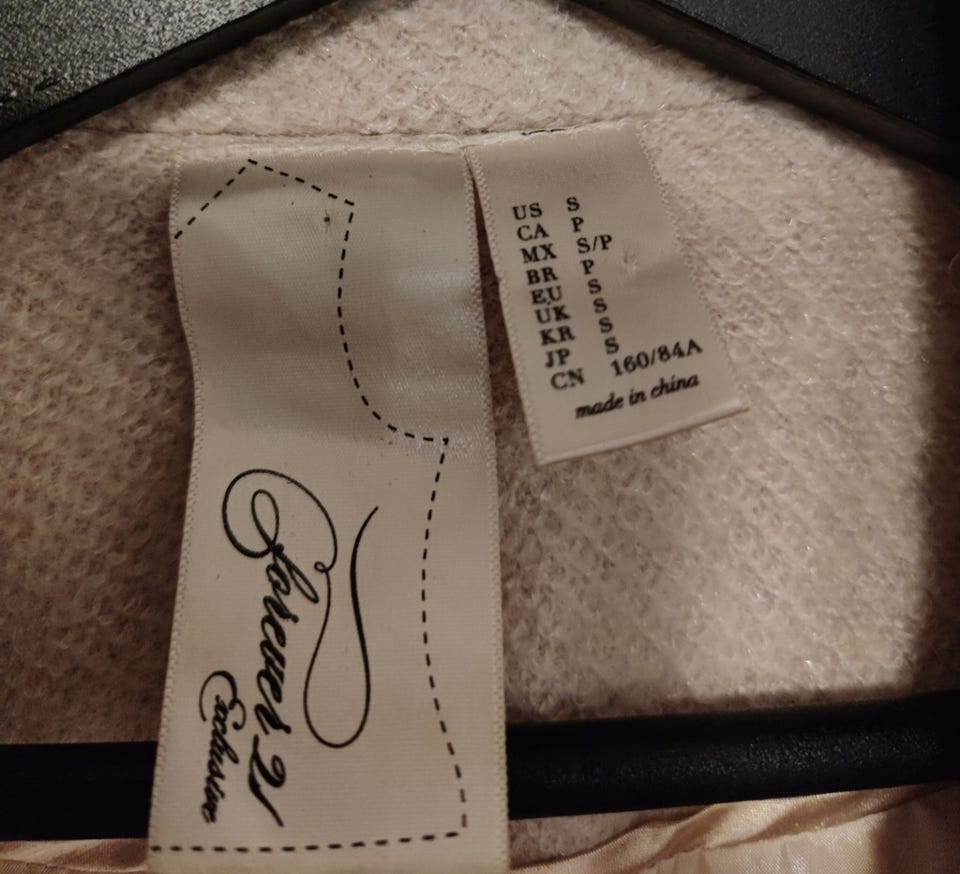 Forever 21
Exclusive
US S
CA P
MX S/P
BR P
EU S
UK S
KR S
JP S
CN 160/84A
made in china